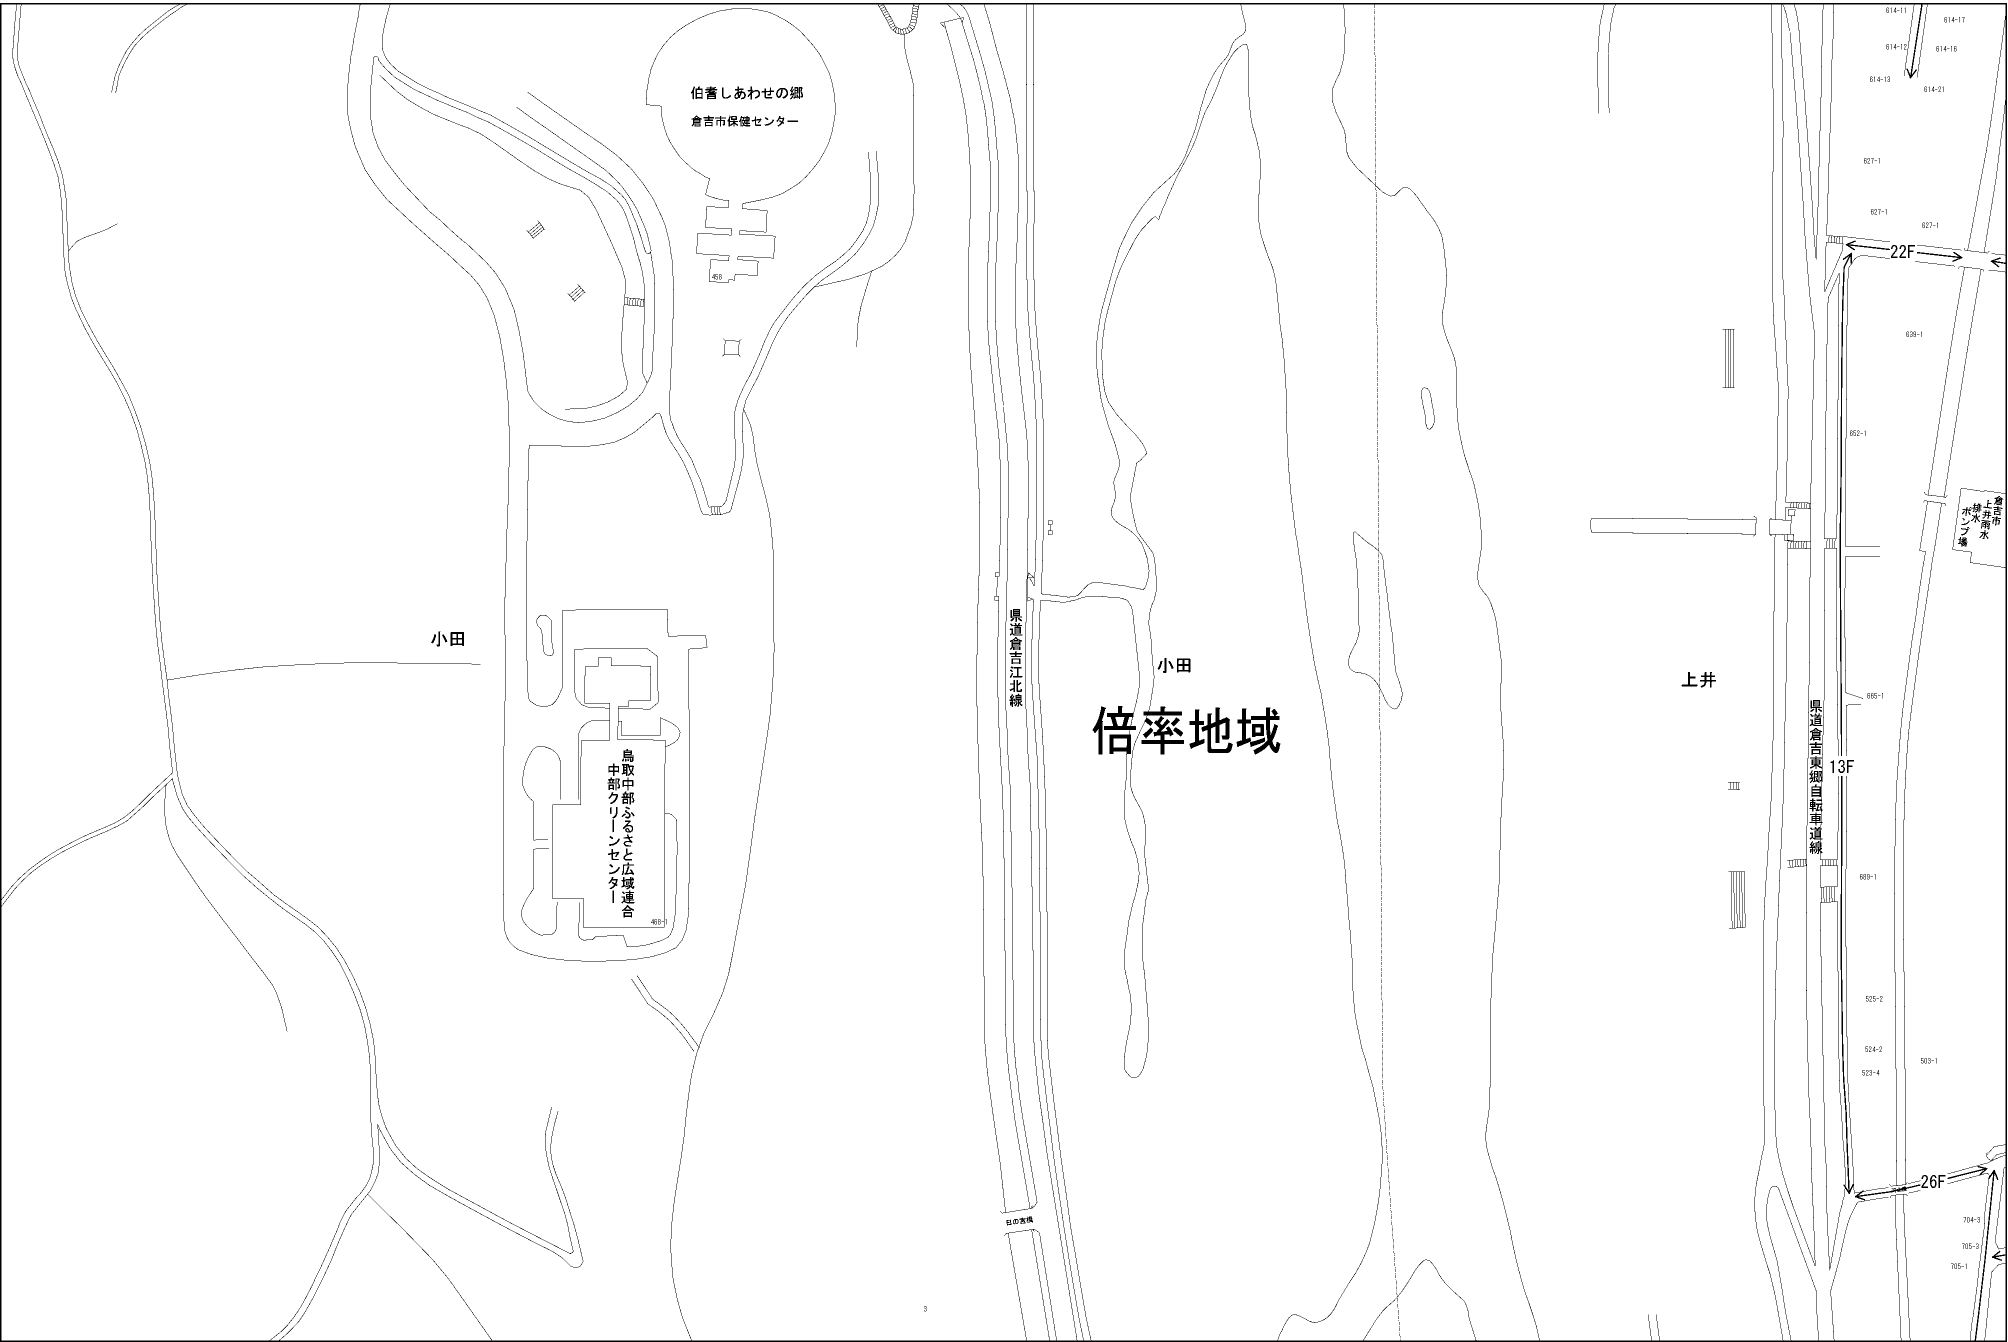 614-11
614-17
614-12
614-16
614-13
614-21
伯耆しあわせの郷
倉吉市保健センター
627-1
627-1
627-1
22F
458
639-1
652-1
倉吉市
上井雨水
排水
ポンプ場
小田
県道倉吉江北線
小田
上井
665-1
倍率地域
県道倉吉東郷自転車道線
13F
鳥取中部ふるさと広域連合
中部クリーンセンター
468-1
689-1
525-2
524-2
503-1
523-4
26F
日の宮橋
704-3
705-3
705-1
3